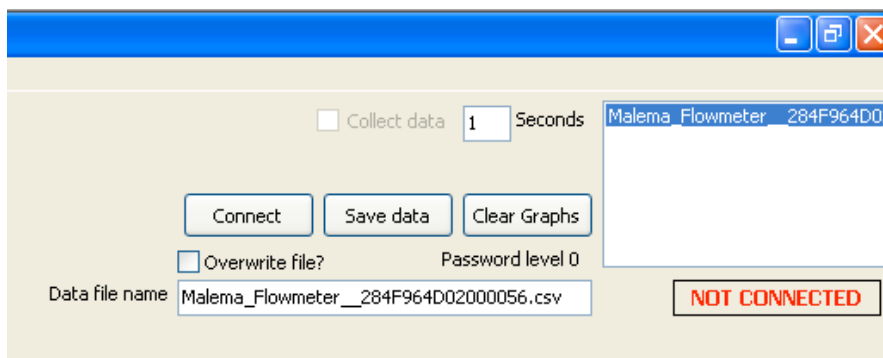 Collect data 1 Seconds
Malema_Flowmeter__284F964D0
Connect Save data Clear Graphs
Overwrite file? Password level 0
Data file name Malema_Flowmeter__284F964D02000056.csv
NOT CONNECTED